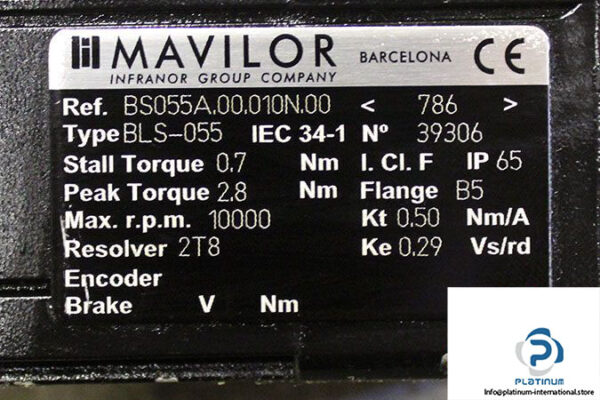 MAVILOR BARCELONA CE
INFRANOR GROUP COMPANY
Ref. BS055A.00.010N.00 < 786 >
Type BLS-055 IEC 34-1 Nº 39306
Stall Torque 0.7 Nm I. Cl. F IP 65
Peak Torque 2.8 Nm Flange B5
Max. r.p.m. 10000 Kt 0.50 Nm/A
Resolver 2T8 Ke 0.29 Vs/rd
Encoder
Brake V Nm
PLATINUM
info@platinum-international.store